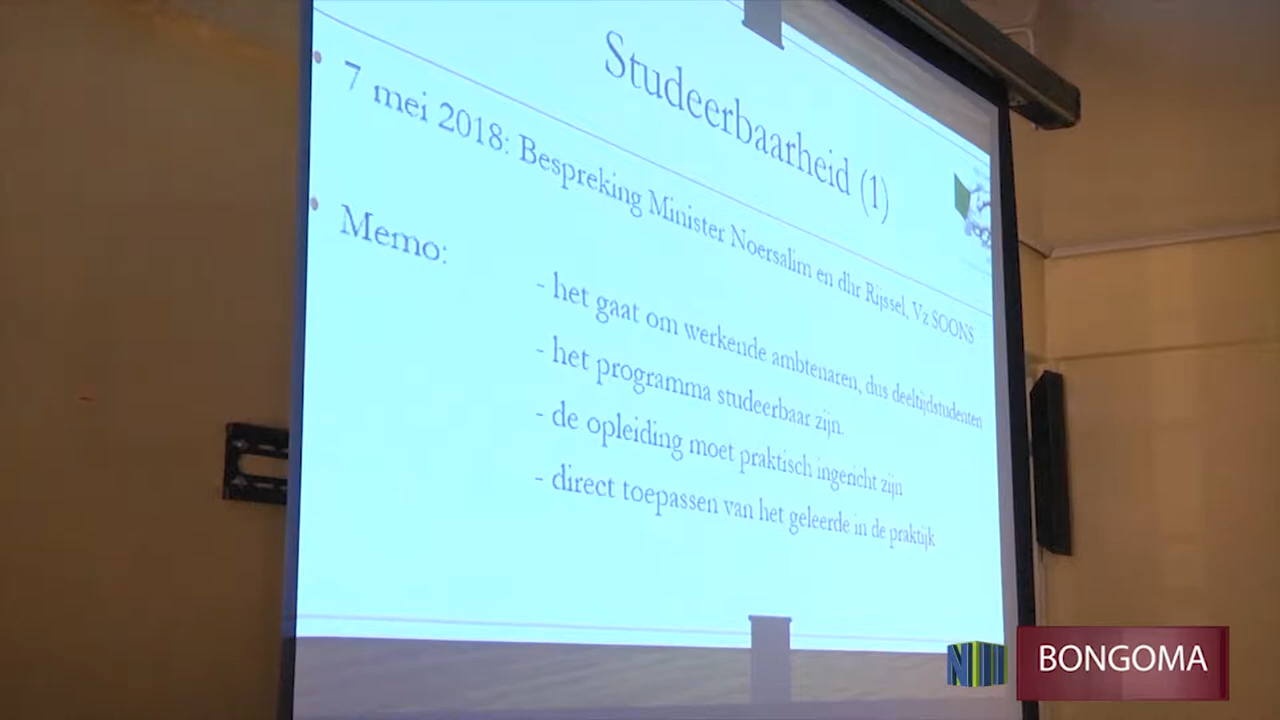 Studeerbaarheid (1)
• 7 mei 2018: Bespreking Minister Noersalim en dhr Rijssel, Vz SOONS
• Memo:
- het gaat om werkende ambtenaren, dus deeltijdstudenten
- het programma studeerbaar zijn.
- de opleiding moet praktisch ingericht zijn
- direct toepassen van het geleerde in de praktijk
NII BONGOMA